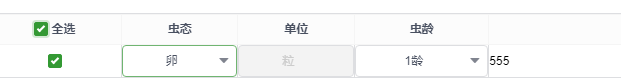 全选 虫态 单位 虫龄
卵 粒 1龄 555